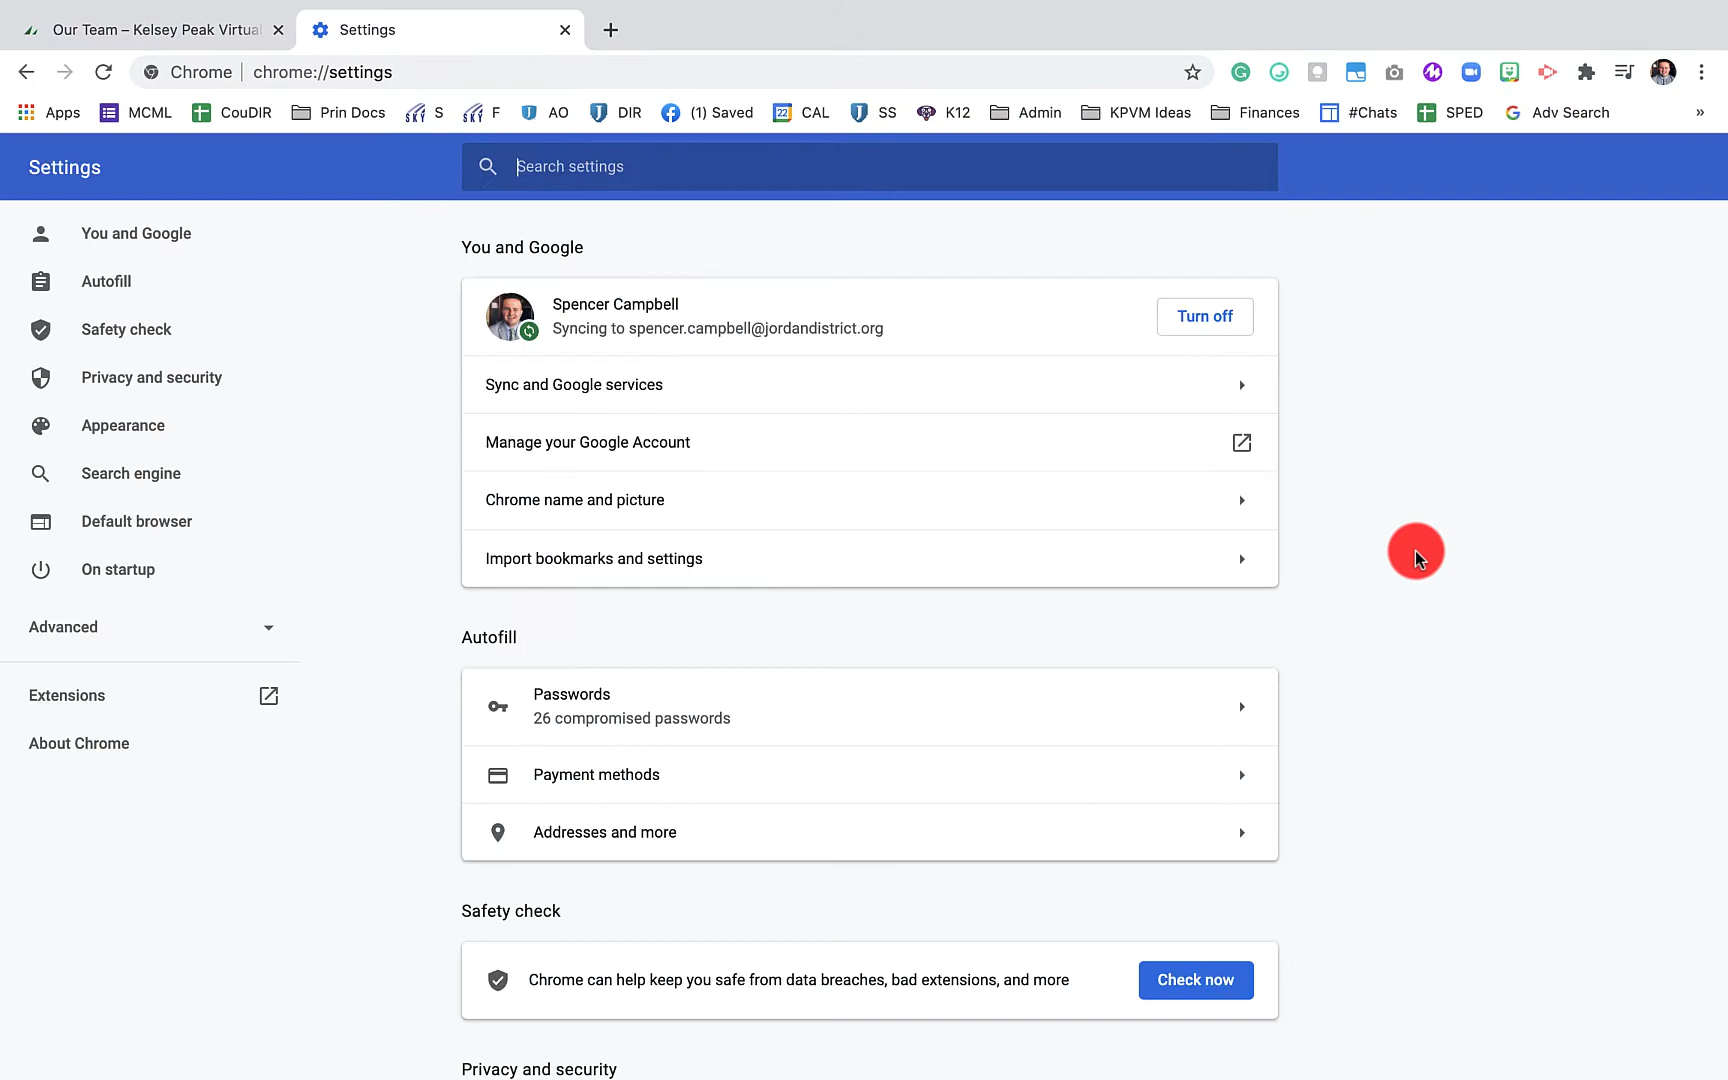 Our Team – Kelsey Peak Virtual
Settings
Chrome | chrome://settings
Apps MCML CouDIR Prin Docs S F AO DIR (1) Saved 22 CAL SS K12 Admin KPVM Ideas Finances #Chats SPED Adv Search »
Settings
Search settings
You and Google
Autofill
Safety check
Privacy and security
Appearance
Search engine
Default browser
On startup
Advanced
Extensions
About Chrome
You and Google
Spencer Campbell
Syncing to spencer.campbell@jordandistrict.org
Turn off
Sync and Google services
Manage your Google Account
Chrome name and picture
Import bookmarks and settings
Autofill
Passwords
26 compromised passwords
Payment methods
Addresses and more
Safety check
Chrome can help keep you safe from data breaches, bad extensions, and more
Check now
Privacy and security